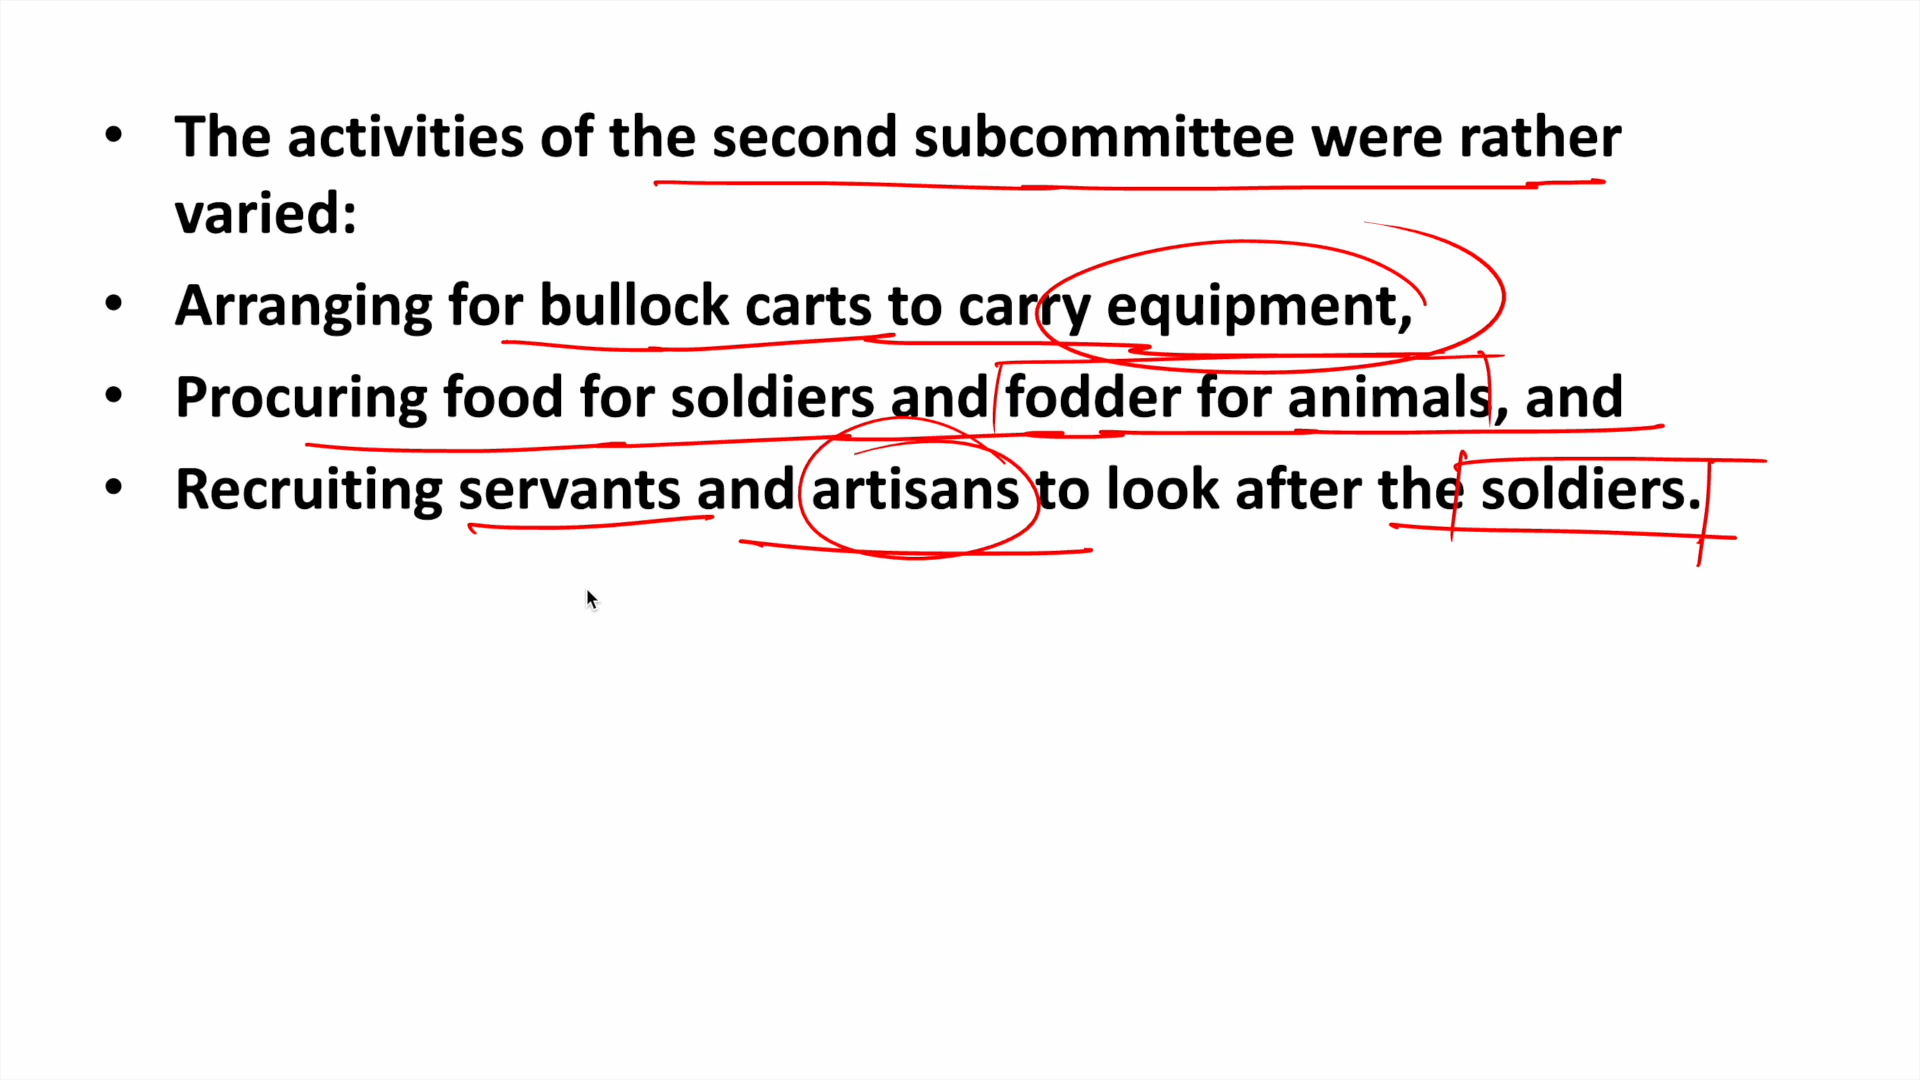 • The activities of the second subcommittee were rather
varied:
• Arranging for bullock carts to carry equipment,
• Procuring food for soldiers and fodder for animals, and
• Recruiting servants and artisans to look after the soldiers.